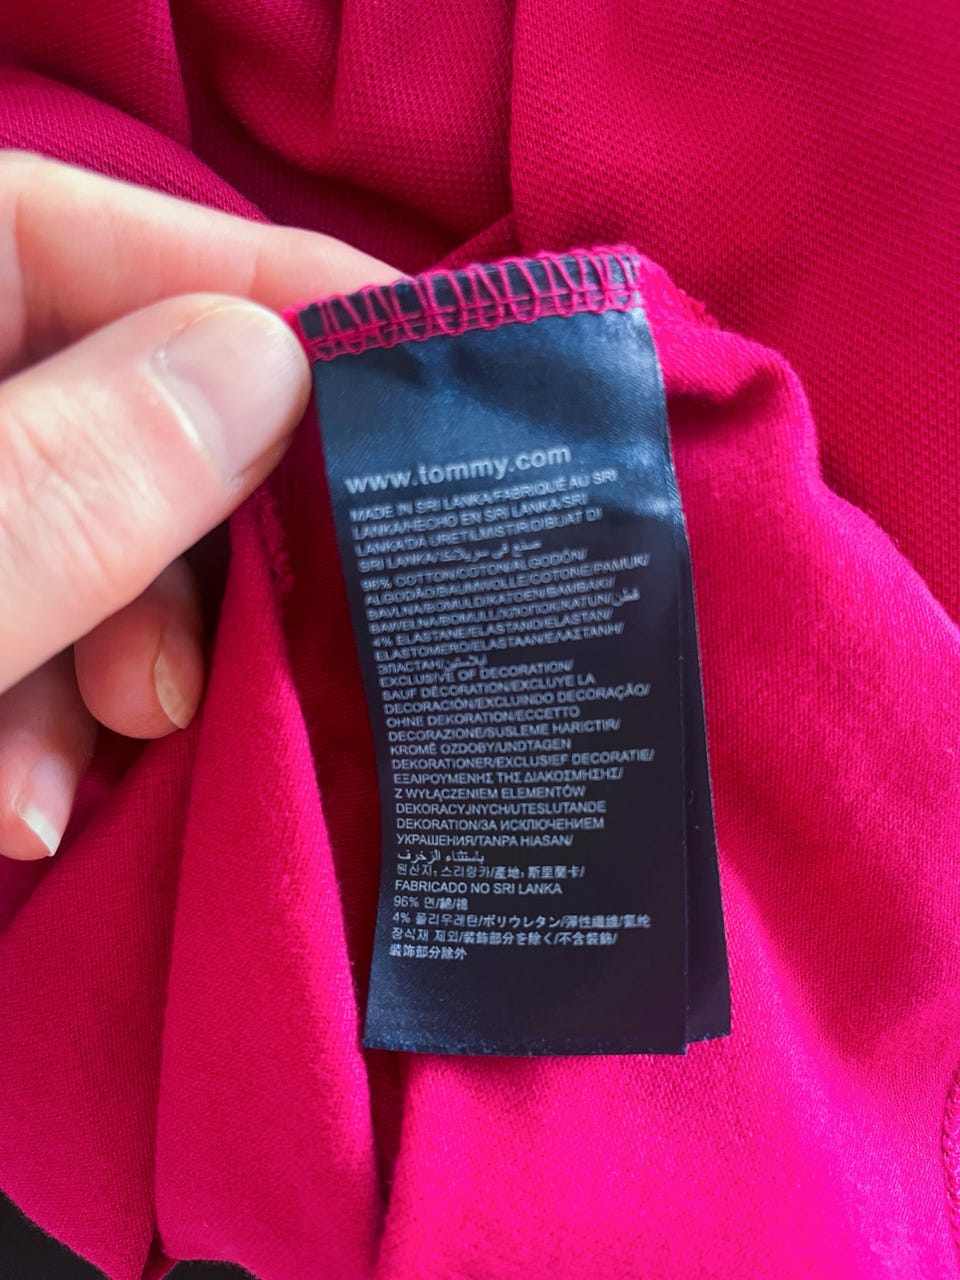 www.tommy.com
MADE IN SRI LANKA/FABRIQUÉ AU SRI
LANKA/HECHO EN SRI LANKA/SRI
LANKA'DA URETILMISTIR/DIBUAT DI
SRI LANKA/صنع في سريلانكا
96% COTTON/COTON/ALGODÓN/
ALGODÃO/BAUMWOLLE/COTONE/PAMUK/
BAVLNA/BOMULD/KATOEN/BAMBAKI/
BAWEŁNA/BOMULL/ХЛОПОК/KATUN/قطن
4% ELASTANE/ELASTANO/ELASTAN/
ELASTOMERO/ELASTAAN/ΕΛΑΣΤΑΝΗ/
ЭЛАСТАН/ايلاستين
EXCLUSIVE OF DECORATION/
SAUF DÉCORATION/EXCLUYE LA
DECORACIÓN/EXCLUINDO DECORAÇÃO/
OHNE DEKORATION/ECCETTO
DECORAZIONE/SUSLEME HARICTIR/
KROMĚ OZDOBY/UNDTAGEN
DEKORATIONER/EXCLUSIEF DECORATIE/
ΕΞΑΙΡΟΥΜΕΝΗΣ ΤΗΣ ΔΙΑΚΟΣΜΗΣΗΣ/
Z WYŁĄCZENIEM ELEMENTÓW
DEKORACYJNYCH/UTESLUTANDE
DEKORATION/ЗА ИСКЛЮЧЕНИЕМ
УКРАШЕНИЯ/TANPA HIASAN/
باستثناء الزخرف
원산지: 스리랑카/產地: 斯里蘭卡/
FABRICADO NO SRI LANKA
96% 면/綿/棉
4% 폴리우레탄/ポリウレタン/彈性纖維/氨纶
장식재 제외/装飾部分を除く/不含裝飾/
装饰部分除外